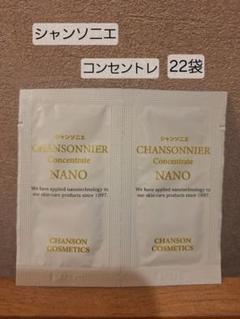 シャンソニエ
コンセントレ 22袋
シャンソニエ
CHANSONNIER
Concentrate
NANO
We have applied nanotechnology to
our skin-care products since 1997.
CHANSON
COSMETICS
シャンソニエ
CHANSONNIER
Concentrate
NANO
We have applied nanotechnology to
our skin-care products since 1997.
CHANSON
COSMETICS